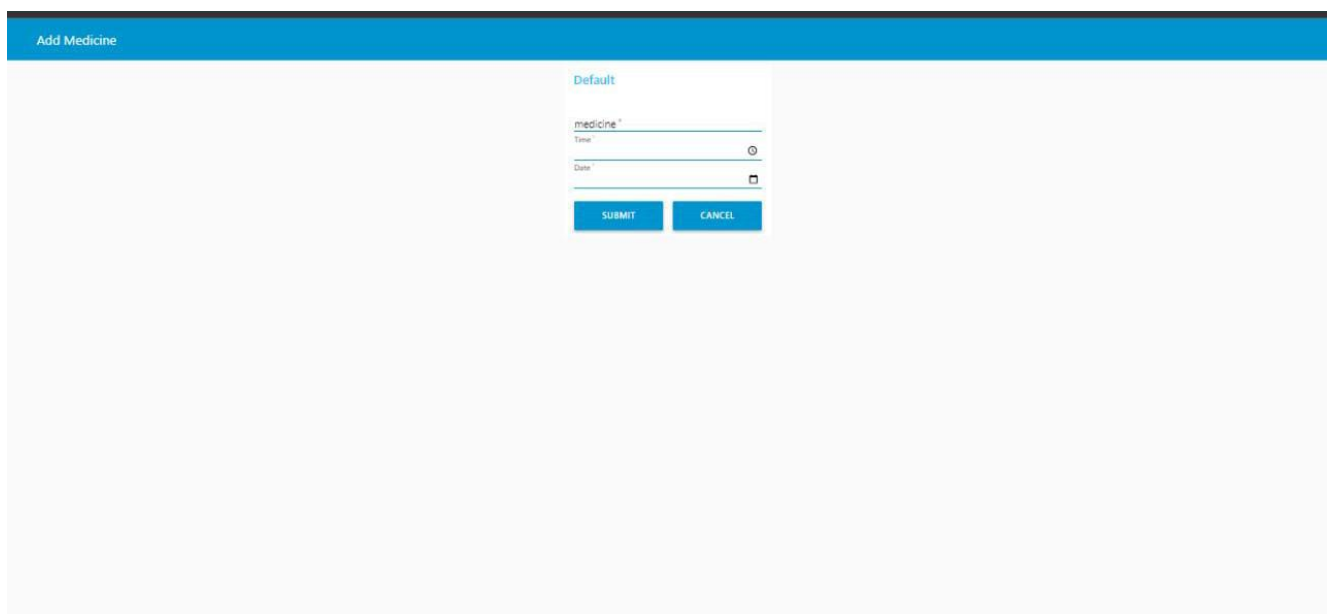 Add Medicine
Default
medicine *
Time *
Date *
SUBMIT CANCEL